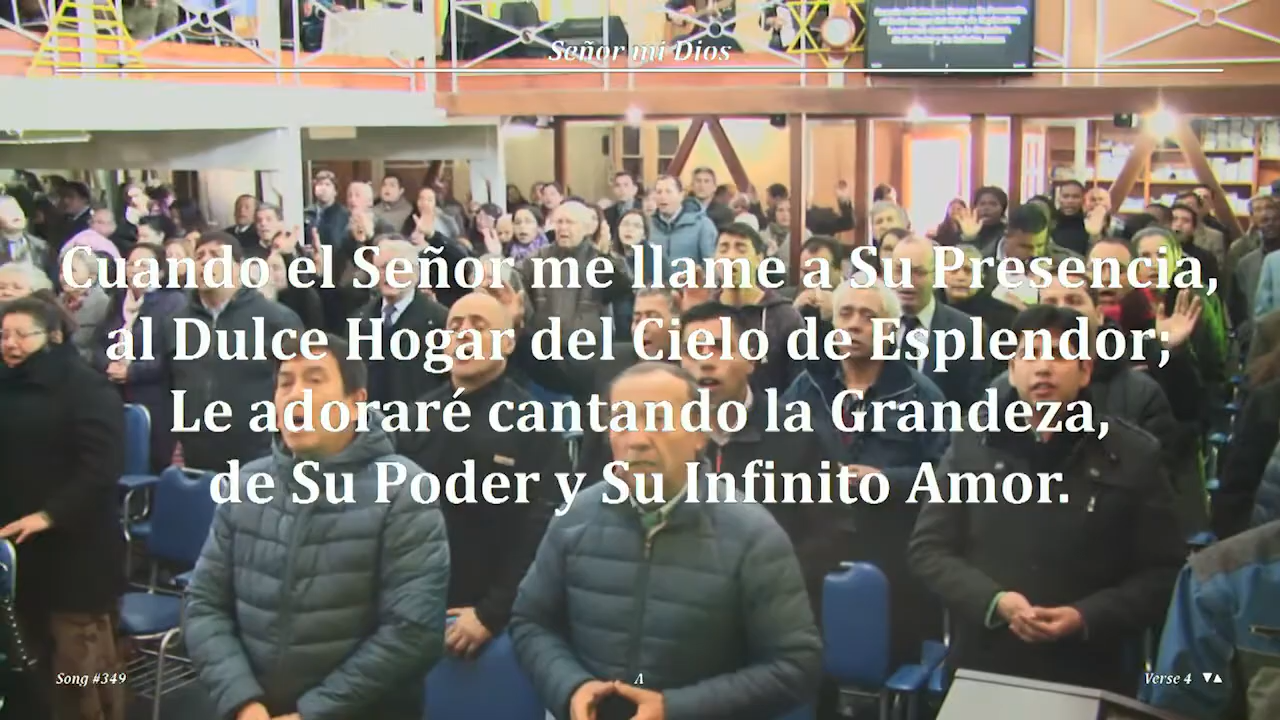 Señor mi Dios
Cuando el Señor me llame a Su Presencia,
al Dulce Hogar del Cielo de Esplendor;
Le adoraré cantando la Grandeza,
de Su Poder y Su Infinito Amor.
Song #349
Verse 4 ▼▲